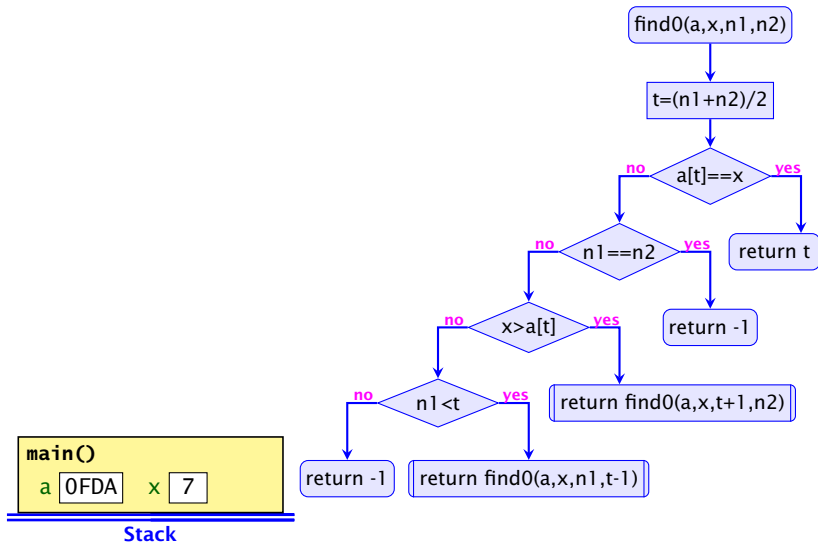 find0(a,x,n1,n2)
t=(n1+n2)/2
a[t]==x
no
yes
return t
n1==n2
no
yes
return -1
x>a[t]
no
yes
return find0(a,x,t+1,n2)
n1<t
no
yes
return -1
return find0(a,x,n1,t-1)
main()
a 0FDA x 7
Stack